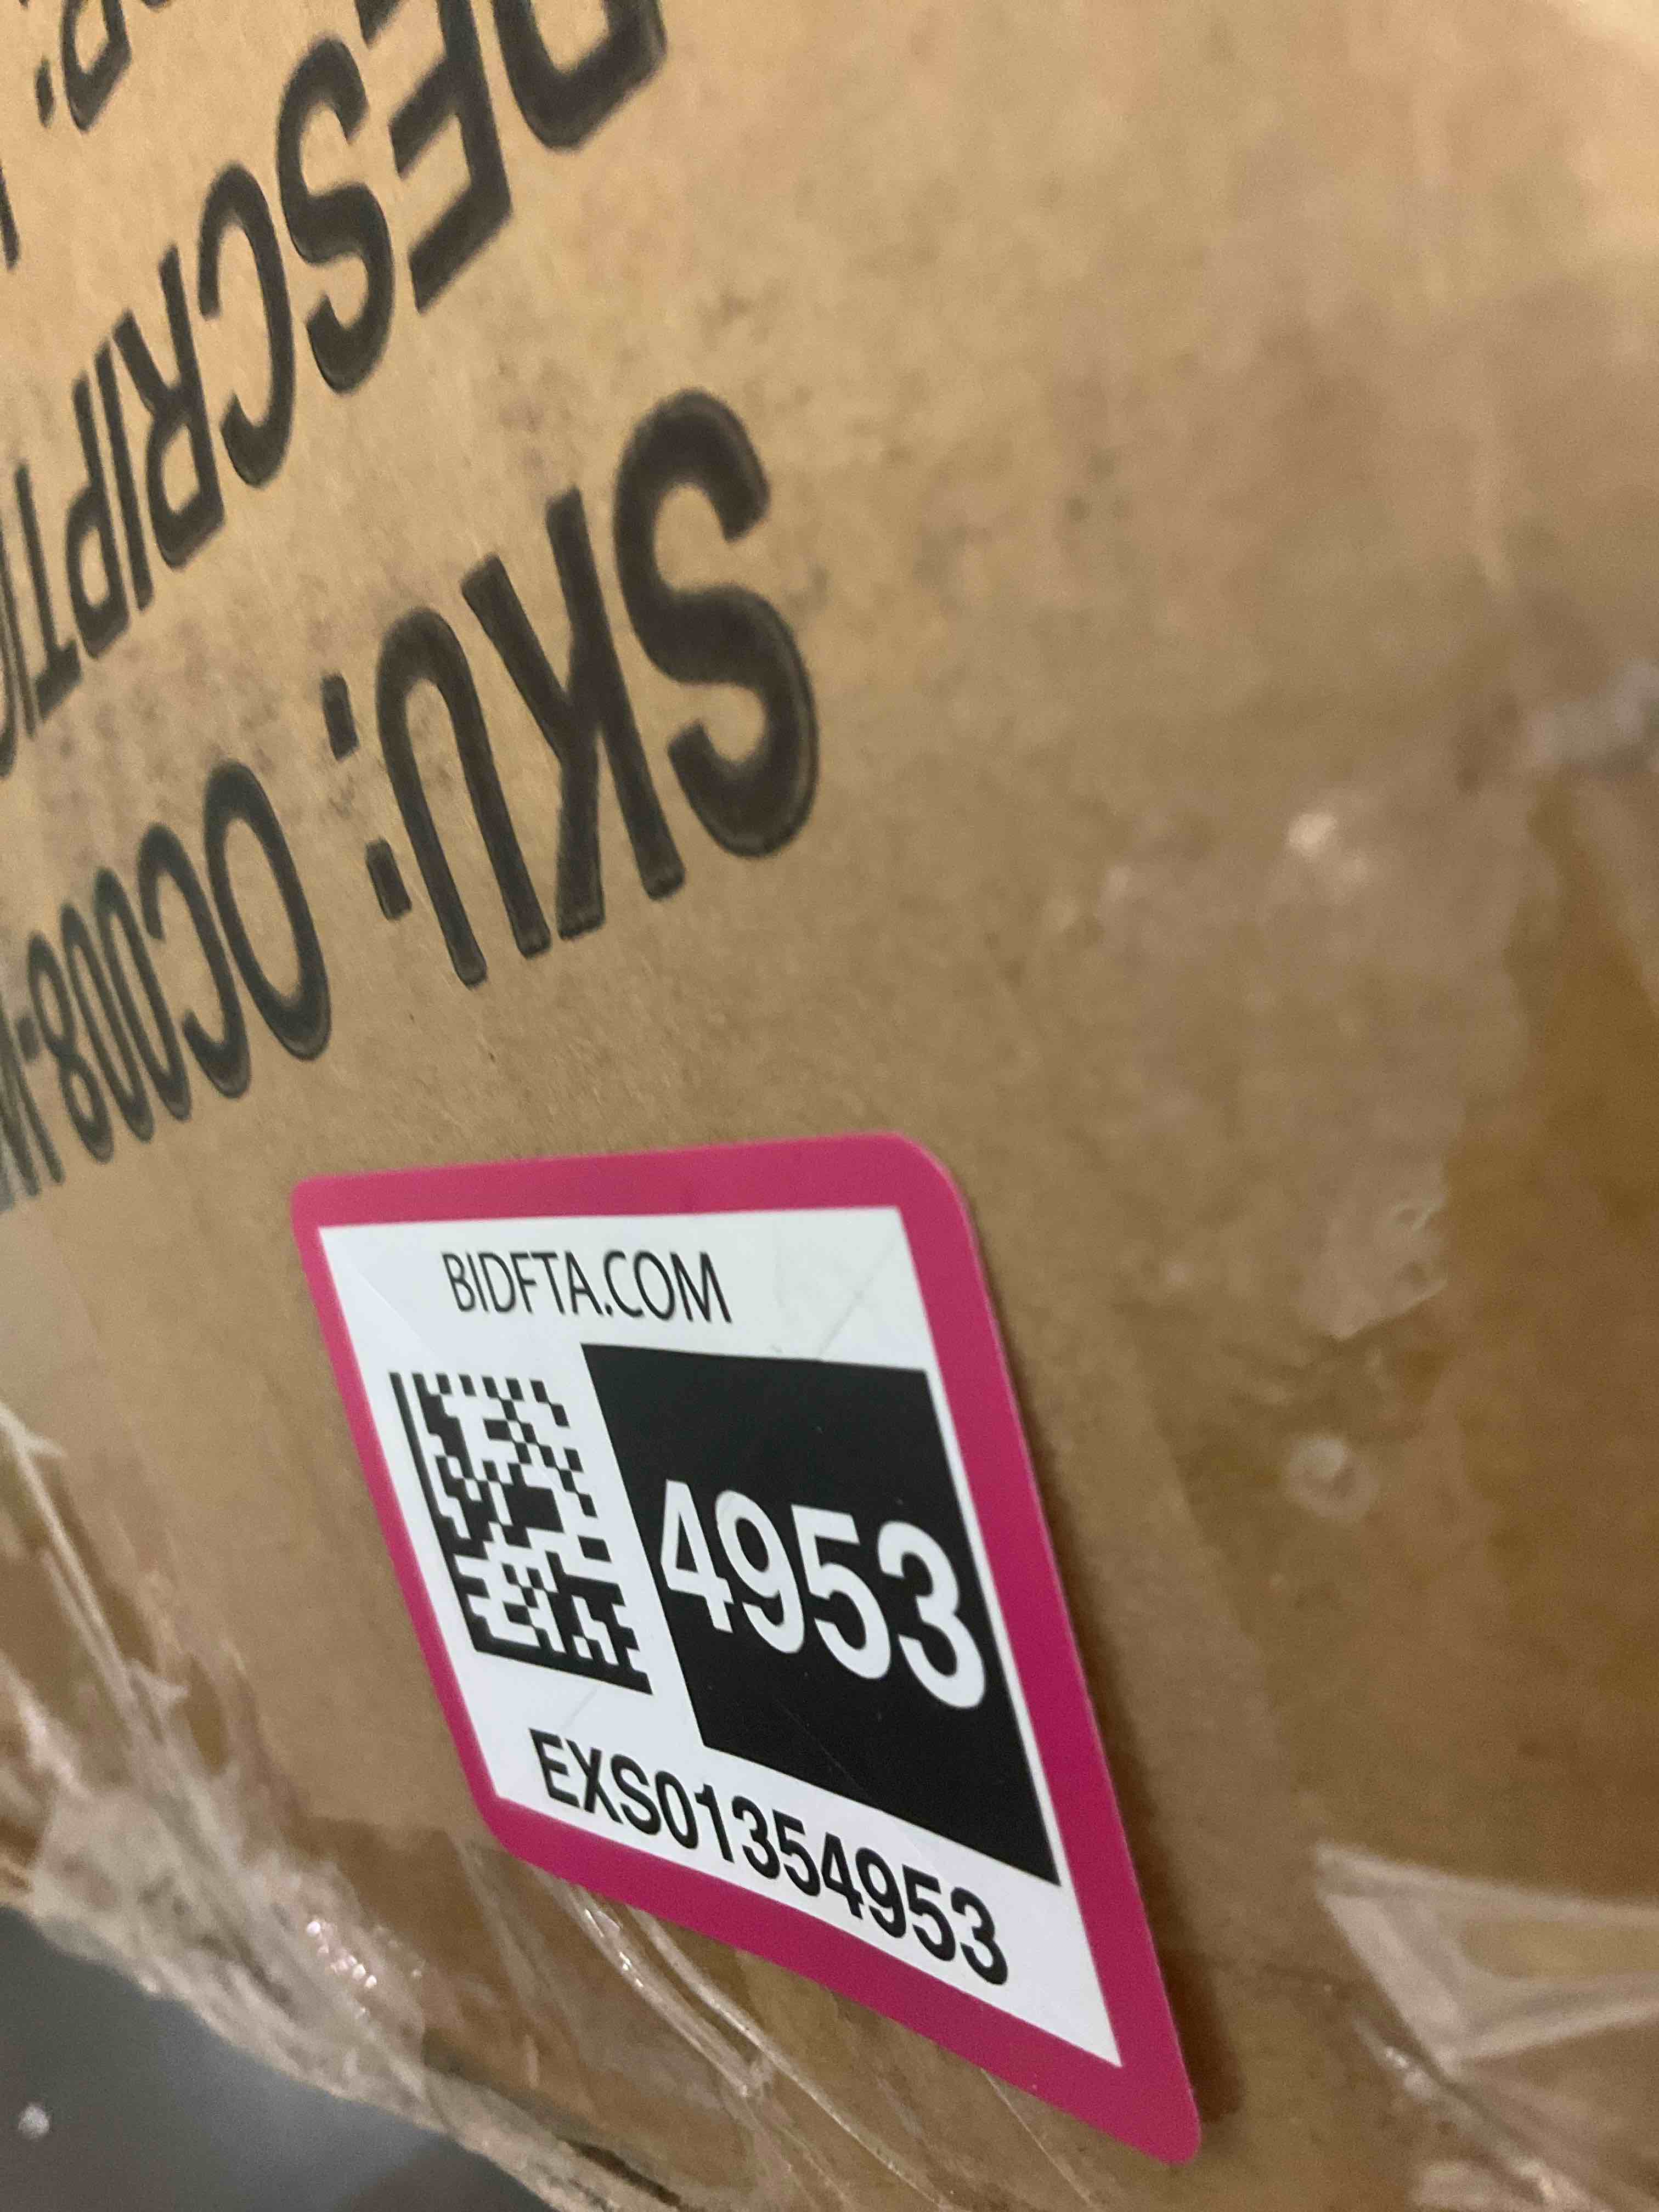 BIDFTA.COM
4953
EXS01354953
SKU: OC008-